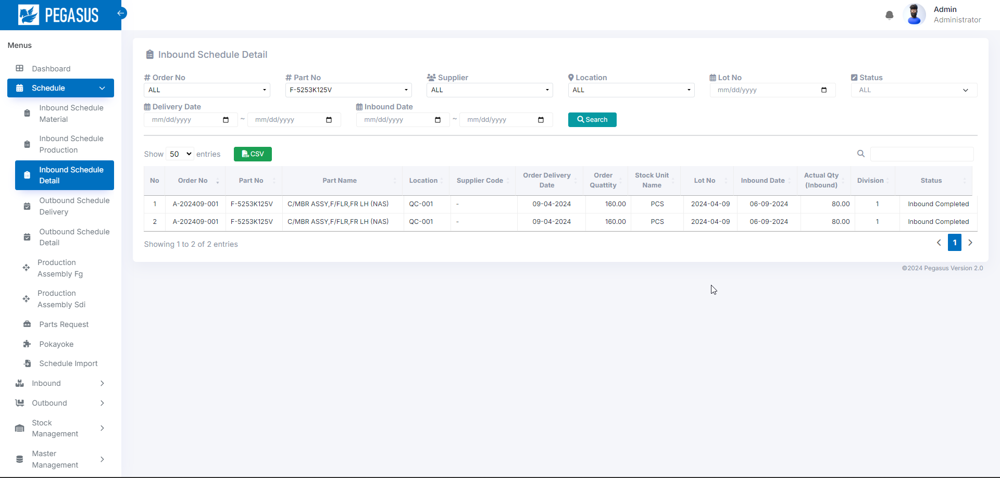 PEGASUS
Admin
Administrator
Menus
Dashboard
Schedule
Inbound Schedule
Material
Inbound Schedule
Production
Inbound Schedule
Detail
Outbound Schedule
Delivery
Outbound Schedule
Detail
Production
Assembly Fg
Production
Assembly Sdi
Parts Request
Pokayoke
Schedule Import
Inbound
Outbound
Stock
Management
Master
Management
Inbound Schedule Detail
# Order No # Part No Supplier Location Lot No Status
ALL F-5253K125V ALL ALL mm/dd/yyyy ALL
Delivery Date Inbound Date
mm/dd/yyyy ~ mm/dd/yyyy mm/dd/yyyy ~ mm/dd/yyyy Search
Show 50 entries CSV
No Order No Part No Part Name Location Supplier Code Order Delivery Date Order Quattity Stock Unit Name Lot No Inbound Date Actual Qty (Inbound) Division Status
1 A-202409-001 F-5253K125V C/MBR ASSY,F/FLR,FR LH (NAS) QC-001 - 09-04-2024 160.00 PCS 2024-04-09 06-09-2024 80.00 1 Inbound Completed
2 A-202409-001 F-5253K125V C/MBR ASSY,F/FLR,FR LH (NAS) QC-001 - 09-04-2024 160.00 PCS 2024-04-09 06-09-2024 80.00 1 Inbound Completed
Showing 1 to 2 of 2 entries
1
©2024 Pegasus Version 2.0